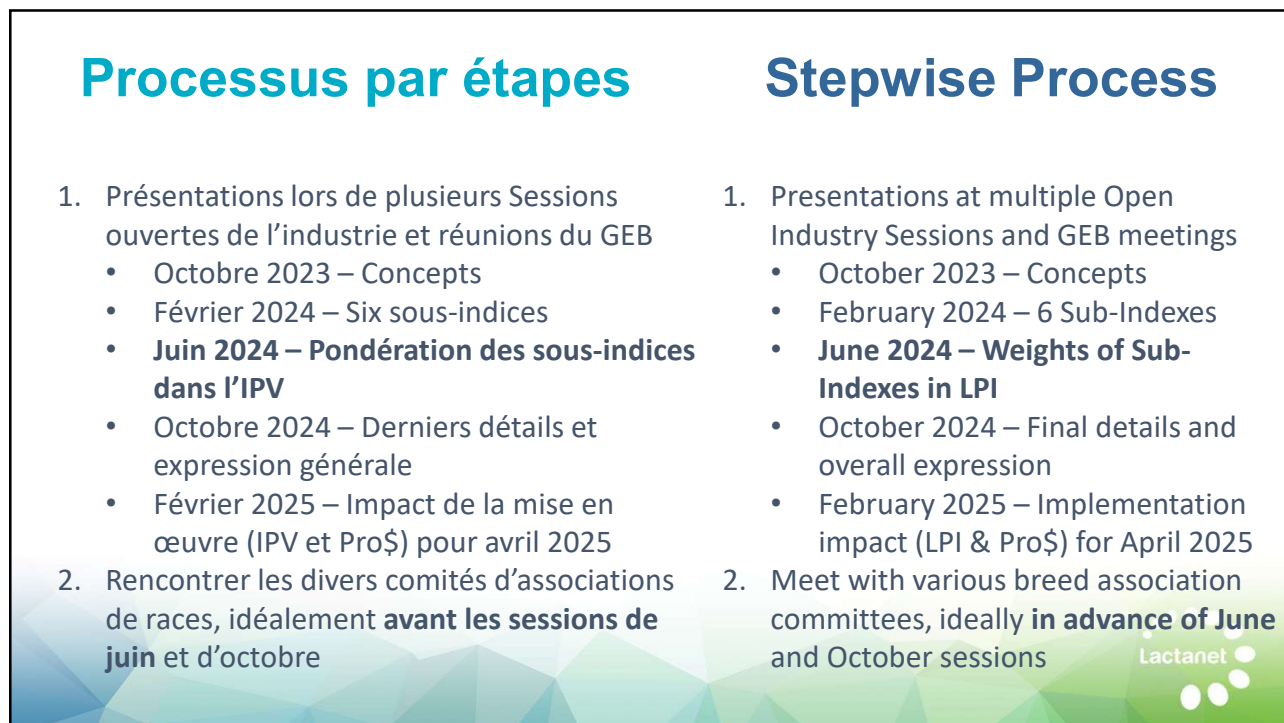 Processus par étapes
1. Présentations lors de plusieurs Sessions
ouvertes de l’industrie et réunions du GEB
• Octobre 2023 – Concepts
• Février 2024 – Six sous-indices
• Juin 2024 – Pondération des sous-indices
dans l’IPV
• Octobre 2024 – Derniers détails et
expression générale
• Février 2025 – Impact de la mise en
œuvre (IPV et Pro$) pour avril 2025
2. Rencontrer les divers comités d’associations
de races, idéalement avant les sessions de
juin et d’octobre
Stepwise Process
1. Presentations at multiple Open
Industry Sessions and GEB meetings
• October 2023 – Concepts
• February 2024 – 6 Sub-Indexes
• June 2024 – Weights of Sub-
Indexes in LPI
• October 2024 – Final details and
overall expression
• February 2025 – Implementation
impact (LPI & Pro$) for April 2025
2. Meet with various breed association
committees, ideally in advance of June
and October sessions
Lactanet